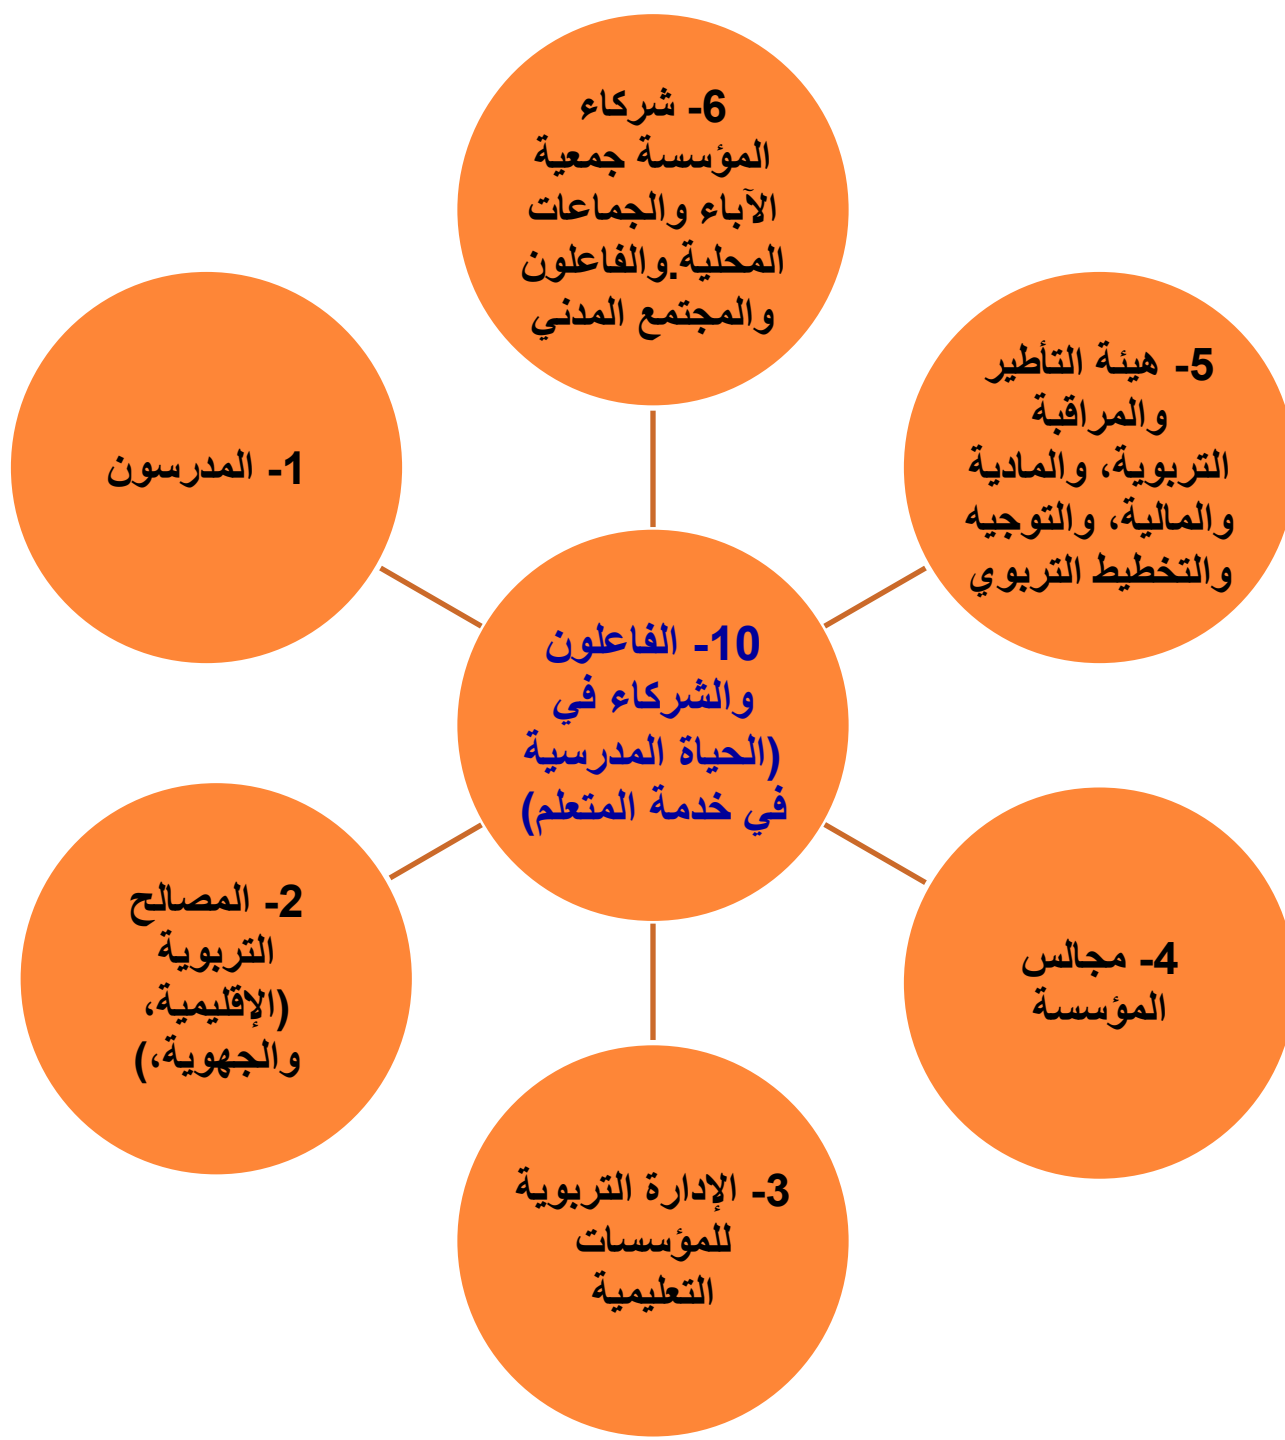 6- شركاء
المؤسسة جمعية
الآباء والجماعات
المحلية.والفاعلون
والمجتمع المدني
5- هيئة التأطير
والمراقبة
التربوية، والمادية
والمالية، والتوجيه
والتخطيط التربوي
1- المدرسون
10- الفاعلون
والشركاء في
(الحياة المدرسية
في خدمة المتعلم)
4- مجالس
المؤسسة
2- المصالح
التربوية
(الإقليمية،
والجهوية،)
3- الإدارة التربوية
للمؤسسات
التعليمية